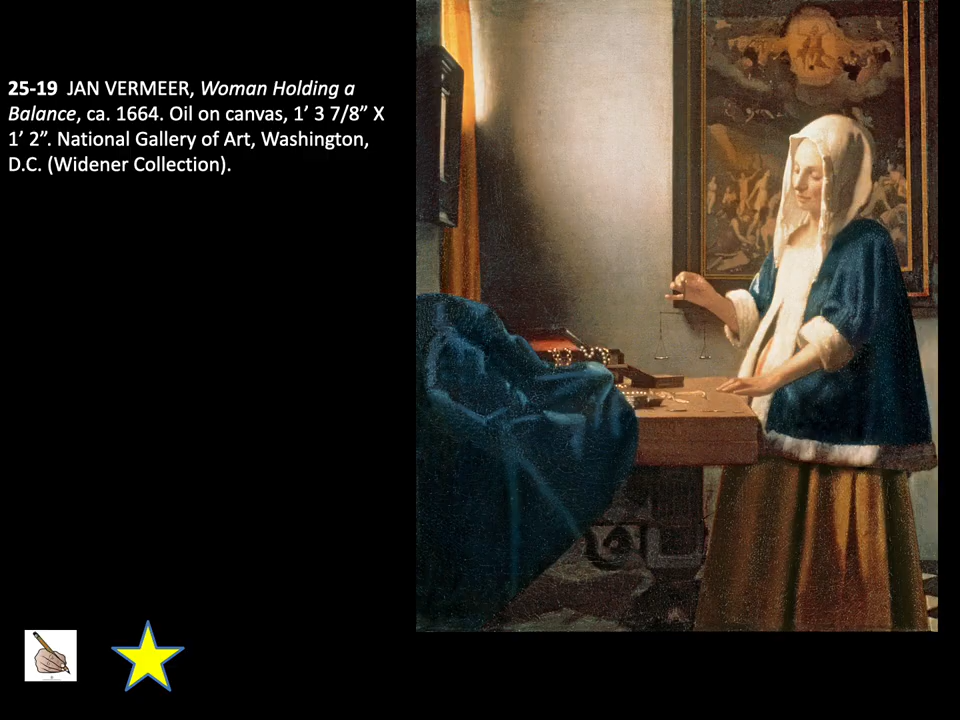 25-19 JAN VERMEER, Woman Holding a
Balance, ca. 1664. Oil on canvas, 1’ 3 7/8” X
1’ 2”. National Gallery of Art, Washington,
D.C. (Widener Collection).